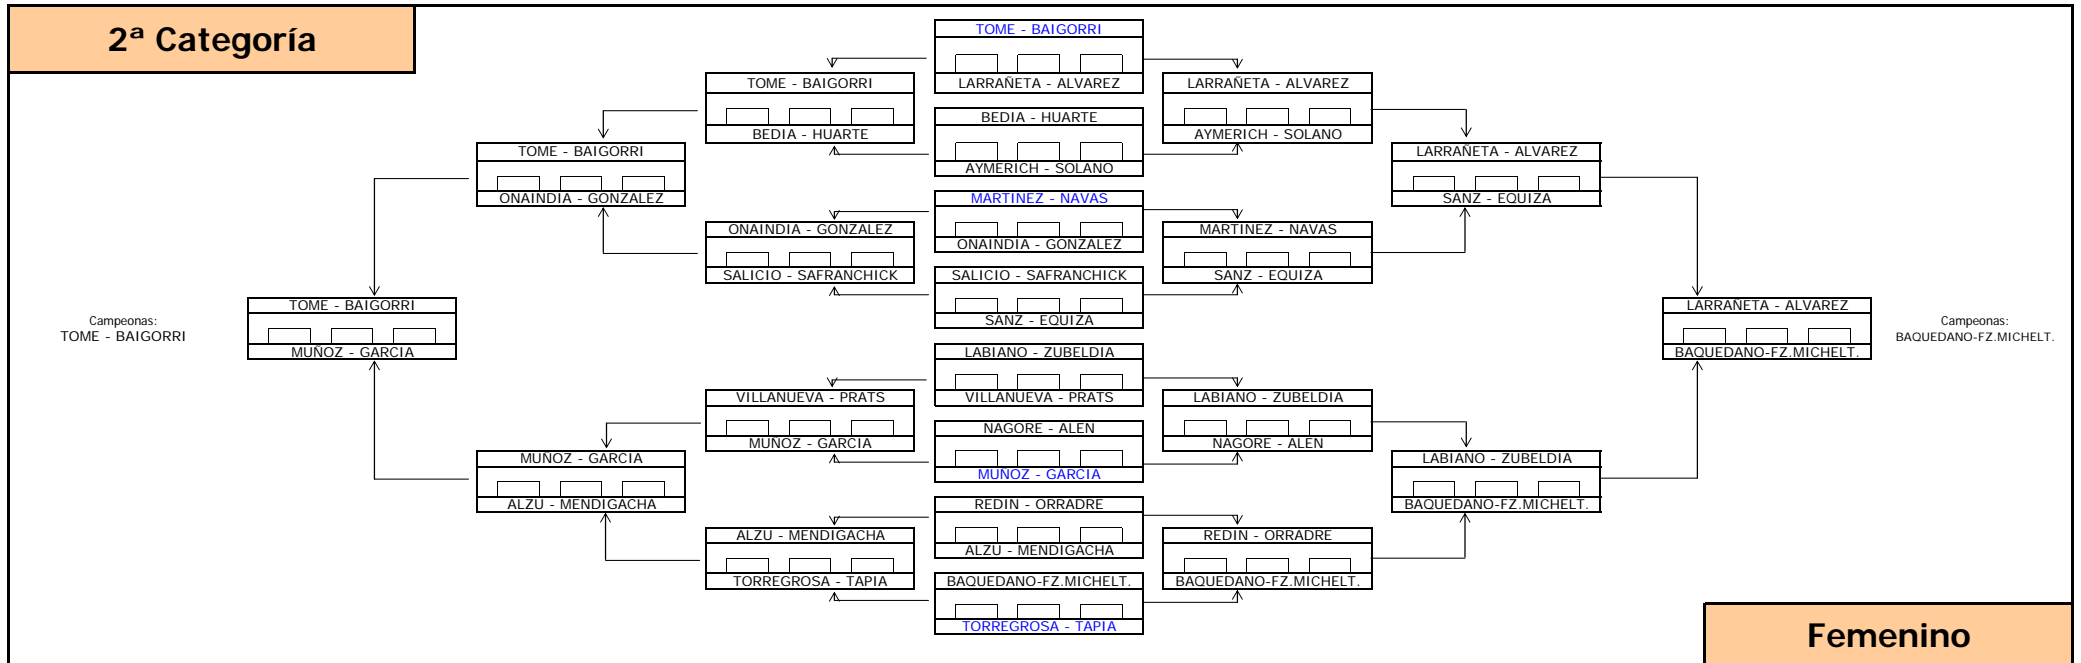 2ª Categoría
TOME - BAIGORRI
LARRAÑETA - ALVAREZ
TOME - BAIGORRI
BEDIA - HUARTE
LARRAÑETA - ALVAREZ
AYMERICH - SOLANO
BEDIA - HUARTE
AYMERICH - SOLANO
TOME - BAIGORRI
ONAINDIA - GONZALEZ
LARRAÑETA - ALVAREZ
SANZ - EQUIZA
MARTINEZ - NAVAS
ONAINDIA - GONZALEZ
ONAINDIA - GONZALEZ
SALICIO - SAFRANCHICK
MARTINEZ - NAVAS
SANZ - EQUIZA
SALICIO - SAFRANCHICK
SANZ - EQUIZA
Campeonas:
TOME - BAIGORRI
TOME - BAIGORRI
MUÑOZ - GARCIA
LARRAÑETA - ALVAREZ
BAQUEDANO-FZ.MICHELT.
Campeonas:
BAQUEDANO-FZ.MICHELT.
LABIANO - ZUBELDIA
VILLANUEVA - PRATS
VILLANUEVA - PRATS
MUÑOZ - GARCIA
LABIANO - ZUBELDIA
NAGORE - ALEN
NAGORE - ALEN
MUÑOZ - GARCIA
MUÑOZ - GARCIA
ALZU - MENDIGACHA
LABIANO - ZUBELDIA
BAQUEDANO-FZ.MICHELT.
REDIN - ORRADRE
ALZU - MENDIGACHA
ALZU - MENDIGACHA
TORREGROSA - TAPIA
REDIN - ORRADRE
BAQUEDANO-FZ.MICHELT.
BAQUEDANO-FZ.MICHELT.
TORREGROSA - TAPIA
Femenino